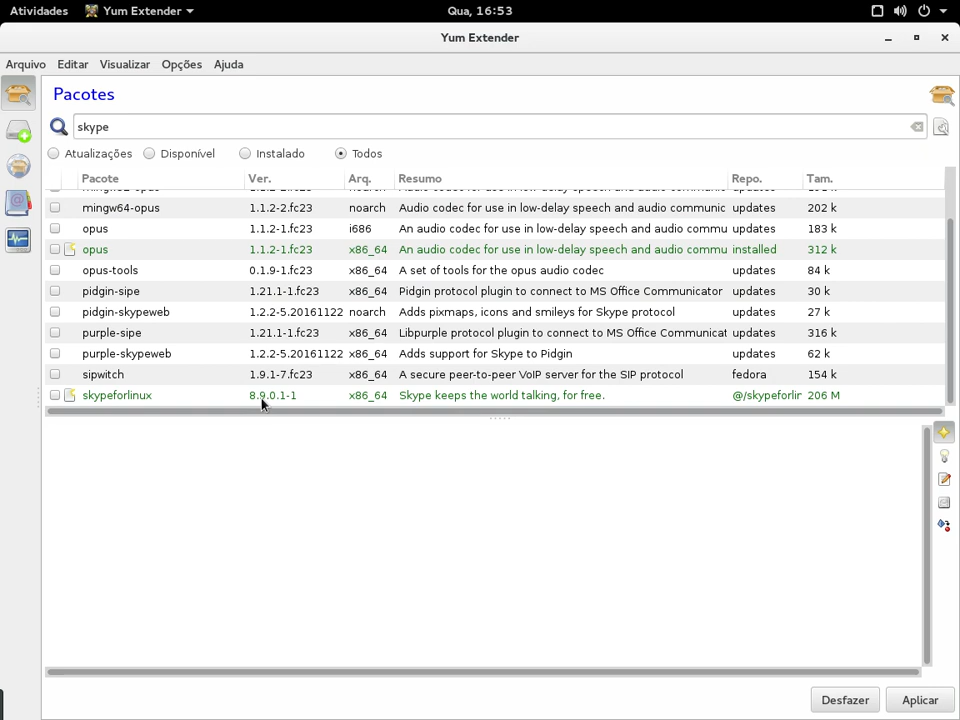 Atividades Yum Extender Qua, 16:53
Yum Extender
Arquivo Editar Visualizar Opções Ajuda
Pacotes
skype
Atualizações Disponível Instalado Todos
Pacote Ver. Arq. Resumo Repo. Tam.
mingw64-opus 1.1.2-2.fc23 noarch Audio codec for use in low-delay speech and audio communic updates 202 k
opus 1.1.2-1.fc23 i686 An audio codec for use in low-delay speech and audio commu updates 183 k
opus 1.1.2-1.fc23 x86_64 An audio codec for use in low-delay speech and audio commu installed 312 k
opus-tools 0.1.9-1.fc23 x86_64 A set of tools for the opus audio codec updates 84 k
pidgin-sipe 1.21.1-1.fc23 x86_64 Pidgin protocol plugin to connect to MS Office Communicator updates 30 k
pidgin-skypeweb 1.2.2-5.20161122 noarch Adds pixmaps, icons and smileys for Skype protocol updates 27 k
purple-sipe 1.21.1-1.fc23 x86_64 Libpurple protocol plugin to connect to MS Office Communicat updates 316 k
purple-skypeweb 1.2.2-5.20161122 x86_64 Adds support for Skype to Pidgin updates 62 k
sipwitch 1.9.1-7.fc23 x86_64 A secure peer-to-peer VoIP server for the SIP protocol fedora 154 k
skypeforlinux 8.9.0.1-1 x86_64 Skype keeps the world talking, for free. @/skypeforlin 206 M
Desfazer Aplicar